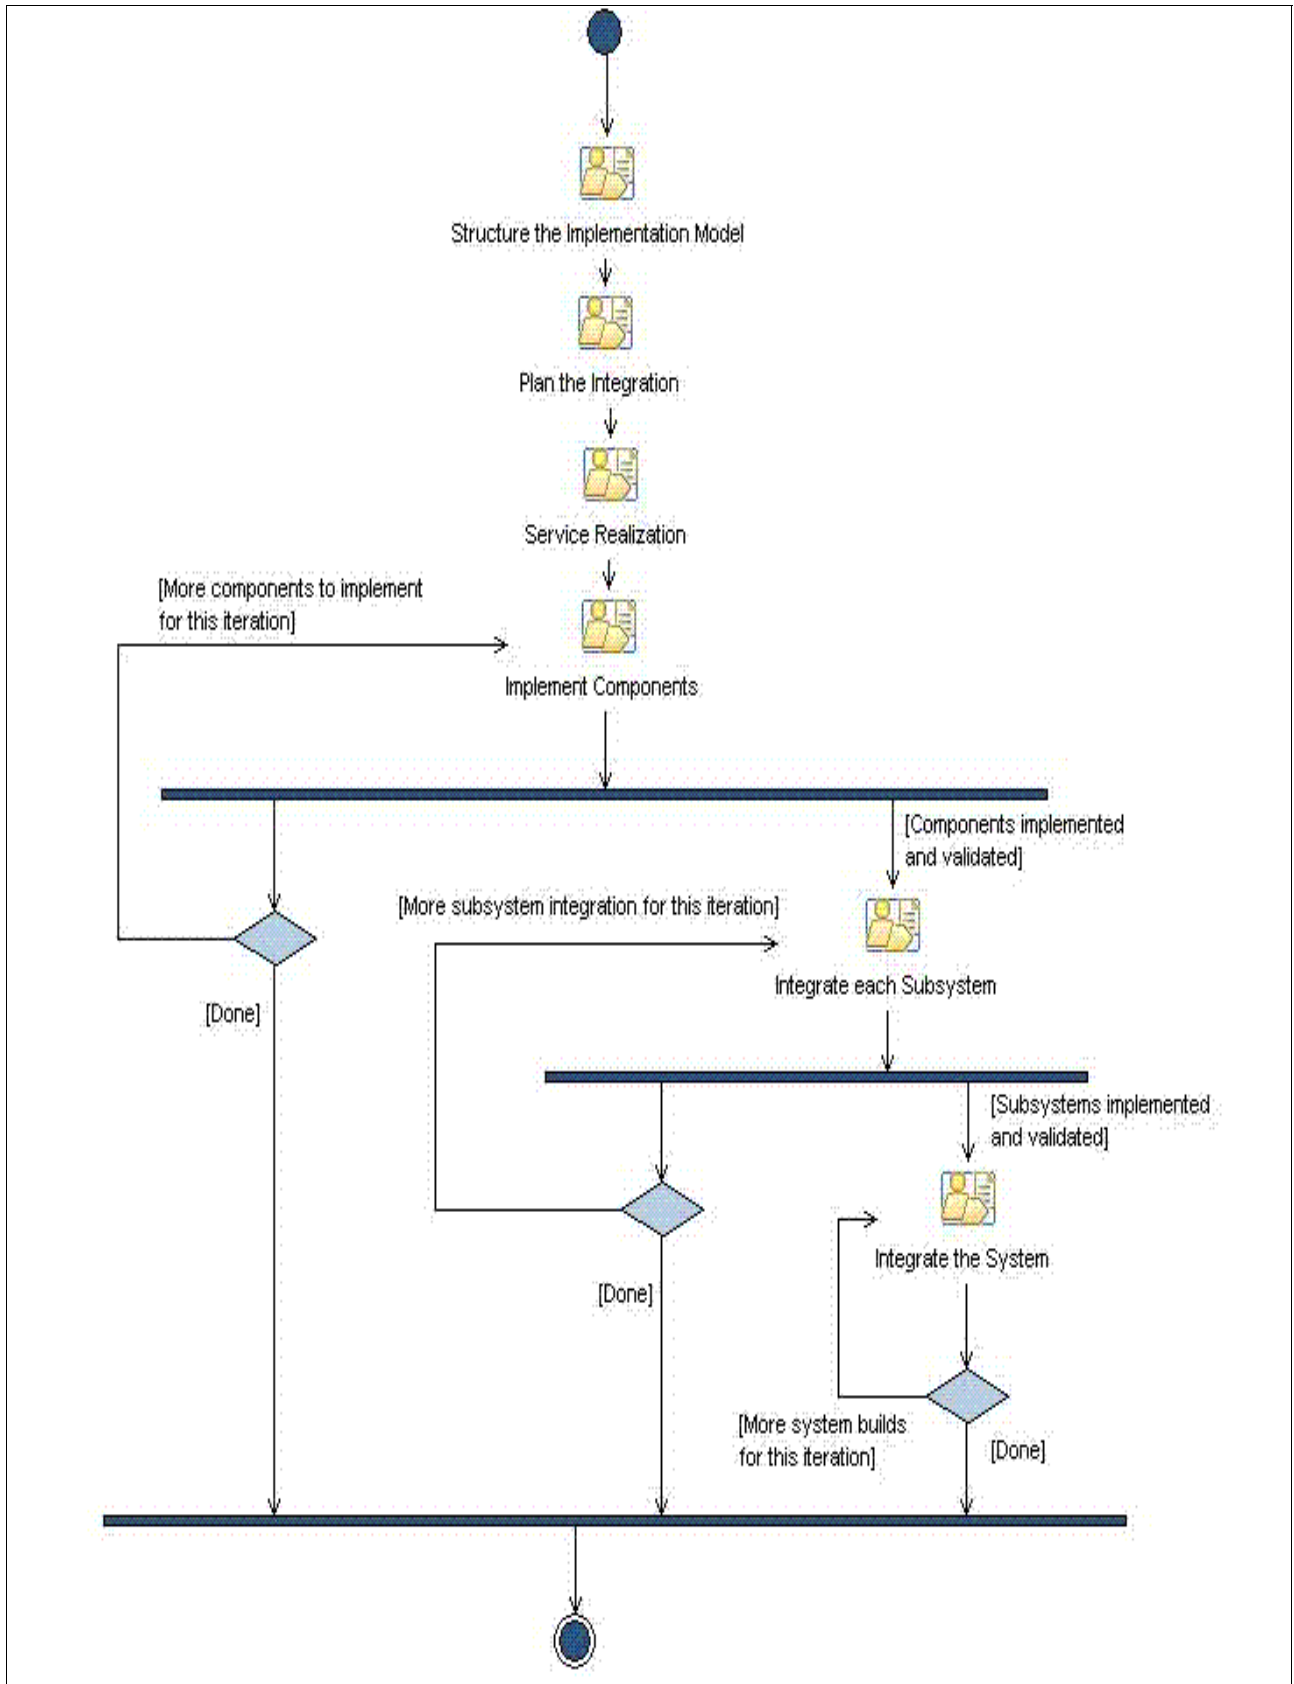 Structure the Implementation Model
Plan the Integration
Service Realization
[More components to implement
for this iteration]
Implement Components
[Components implemented
and validated]
[More subsystem integration for this iteration]
Integrate each Subsystem
[Done]
[Subsystems implemented
and validated]
Integrate the System
[Done]
[More system builds
for this iteration]
[Done]